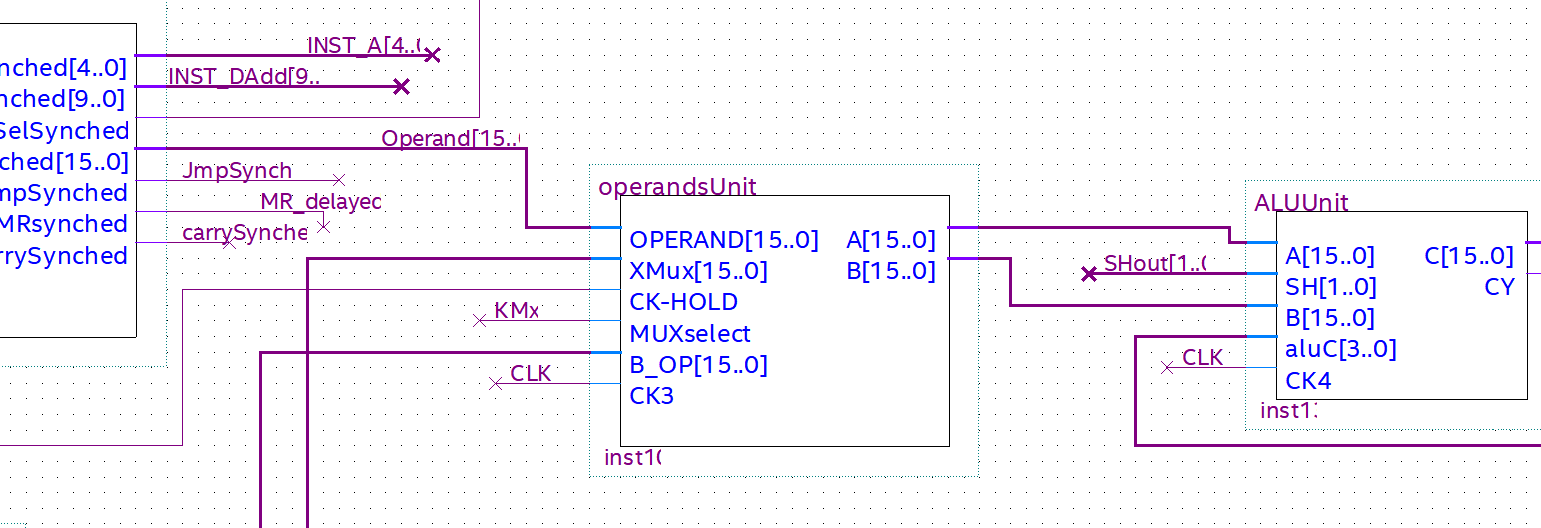 INST_A[4..
INST_DAdd[9..
nched[4..0]
nched[9..0]
SelSynched
ched[15..0]
mpSynched
MRsynched
rrySynched
Operand[15..
JmpSynch
MR_delayed
carrySynche
operandsUnit
OPERAND[15..0]
XMux[15..0]
CK-HOLD
MUXselect
B_OP[15..0]
CK3
A[15..0]
B[15..0]
KMx
CLK
inst10
ALUUnit
SHout[1..0
A[15..0]
SH[1..0]
B[15..0]
aluC[3..0]
CK4
C[15..0]
CY
CLK
inst1